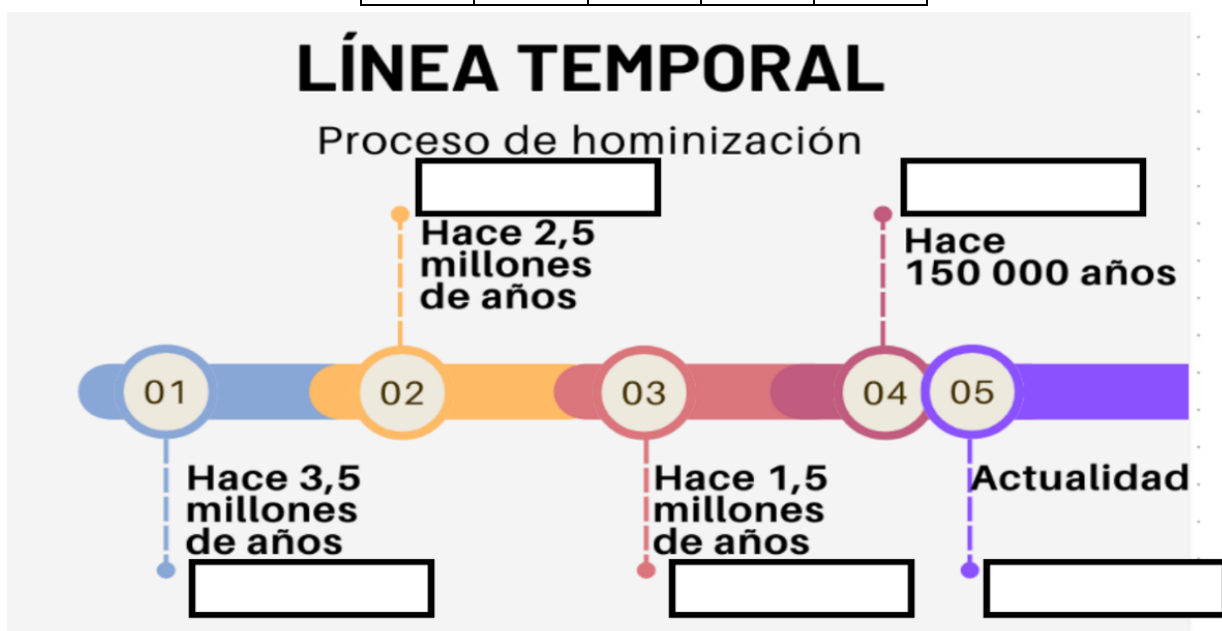 LÍNEA TEMPORAL
Proceso de hominización
Hace 2,5
millones
de años
Hace
150 000 años
01
02
03
04
05
Hace 3,5
millones
de años
Hace 1,5
millones
de años
Actualidad